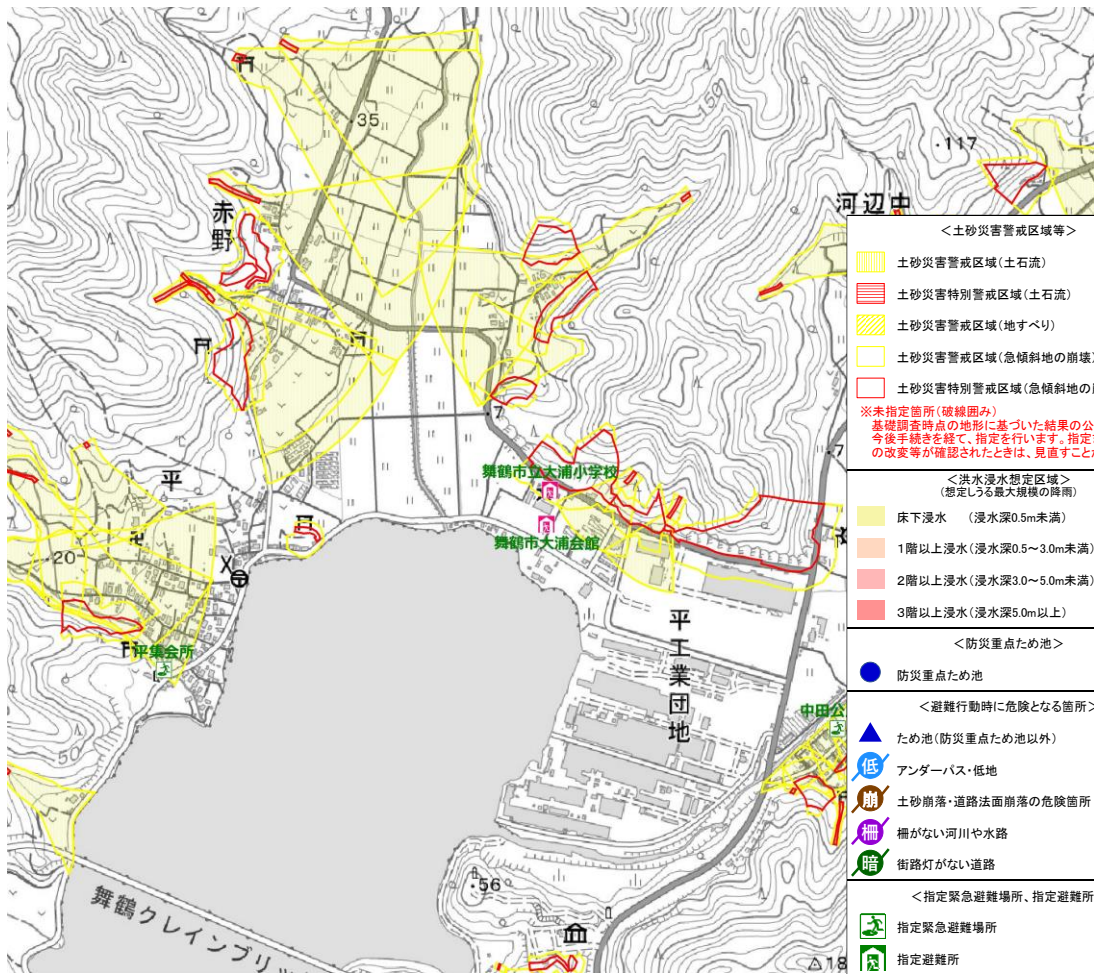 150
・35
・117
赤野
河辺中
・7
・7
舞鶴市立大浦小学校
舞鶴市大浦会館
平
・20
平集会所
平工業団地
中田公
50
・56
舞鶴クレインブリッ
△18
＜土砂災害警戒区域等＞
土砂災害警戒区域(土石流)
土砂災害特別警戒区域(土石流)
土砂災害警戒区域(地すべり)
土砂災害警戒区域(急傾斜地の崩壊)
土砂災害特別警戒区域(急傾斜地の
※未指定箇所(破線囲み)
基礎調査時点の地形に基づいた結果の公
今後手続きを経て、指定を行います。指定
の改変等が確認されたときは、見直すことが
＜洪水浸水想定区域＞
(想定しうる最大規模の降雨)
床下浸水 (浸水深0.5m未満)
1階以上浸水(浸水深0.5～3.0m未満)
2階以上浸水(浸水深3.0～5.0m未満)
3階以上浸水(浸水深5.0m以上)
＜防災重点ため池＞
防災重点ため池
＜避難行動時に危険となる箇所＞
ため池(防災重点ため池以外)
低 アンダーパス・低地
崩 土砂崩落・道路法面崩落の危険箇所
柵 柵がない河川や水路
暗 街路灯がない道路
＜指定緊急避難場所、指定避難所
指定緊急避難場所
指定避難所